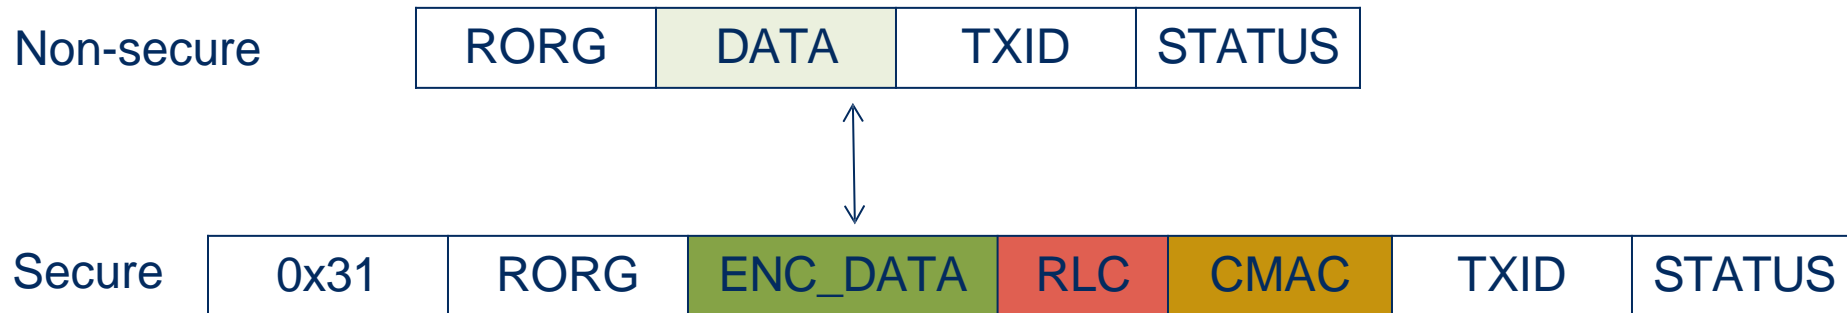 Non-secure RORG DATA TXID STATUS
Secure 0x31 RORG ENC_DATA RLC CMAC TXID STATUS